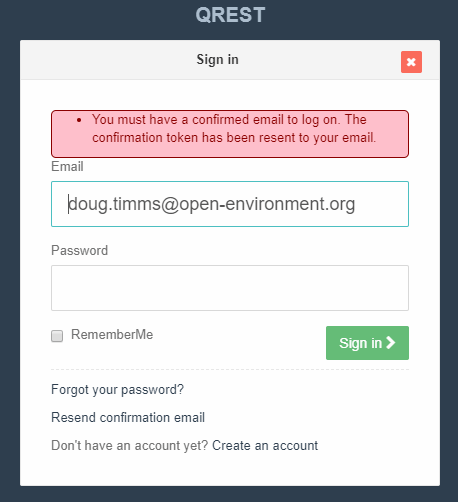 QREST
Sign in
You must have a confirmed email to log on. The
confirmation token has been resent to your email.
Email
doug.timms@open-environment.org
Password
RememberMe
Sign in
Forgot your password?
Resend confirmation email
Don't have an account yet? Create an account